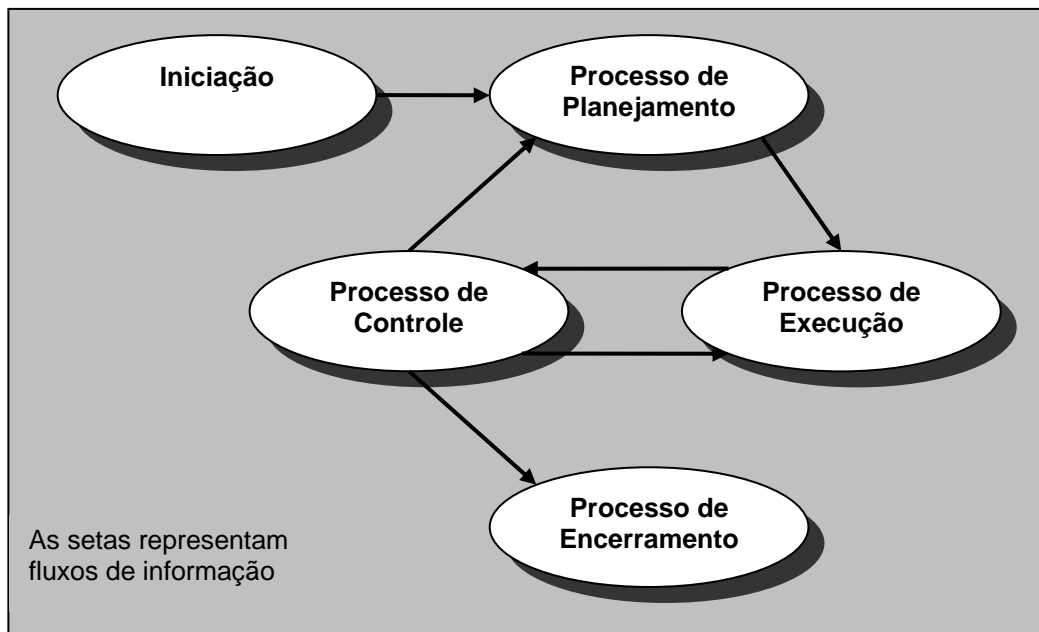 Iniciação
Processo de
Planejamento
Processo de
Controle
Processo de
Execução
Processo de
Encerramento
As setas representam
fluxos de informação